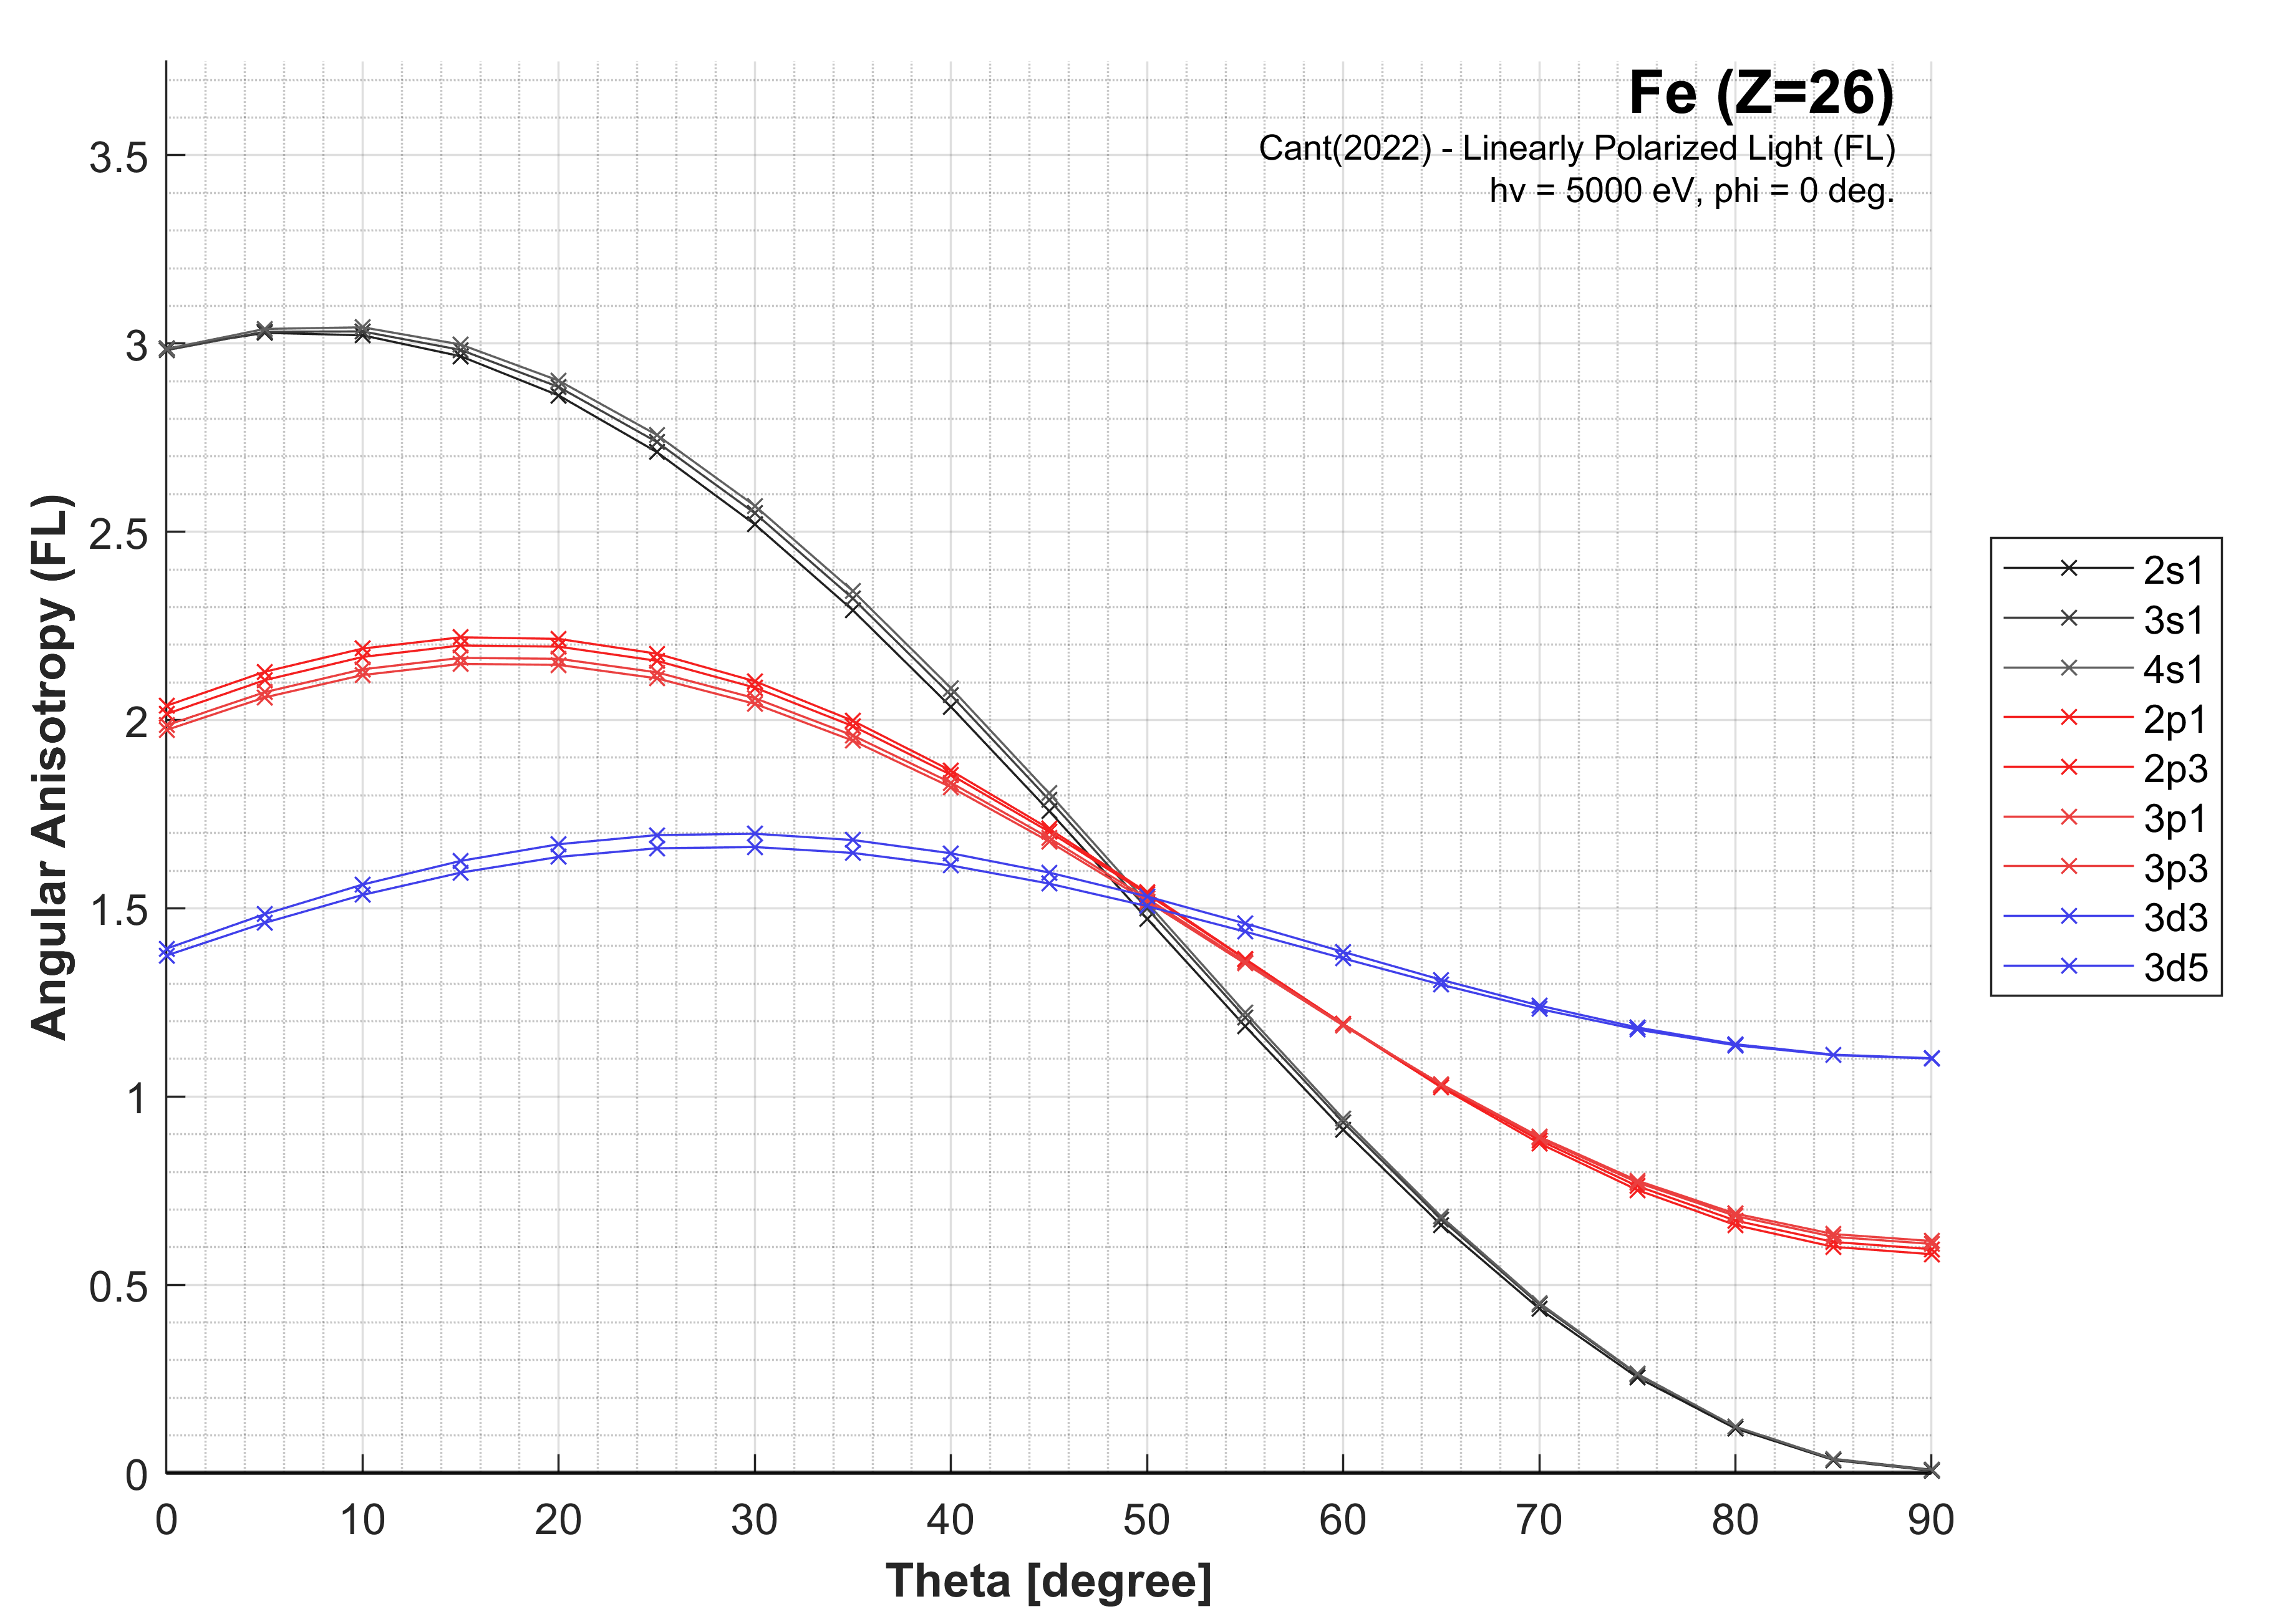 Fe (Z=26)
Cant(2022) - Linearly Polarized Light (FL)
hv = 5000 eV, phi = 0 deg.
Angular Anisotropy (FL)
3.5
3
2.5
2
1.5
1
0.5
0
0 10 20 30 40 50 60 70 80 90
Theta [degree]
2s1
3s1
4s1
2p1
2p3
3p1
3p3
3d3
3d5